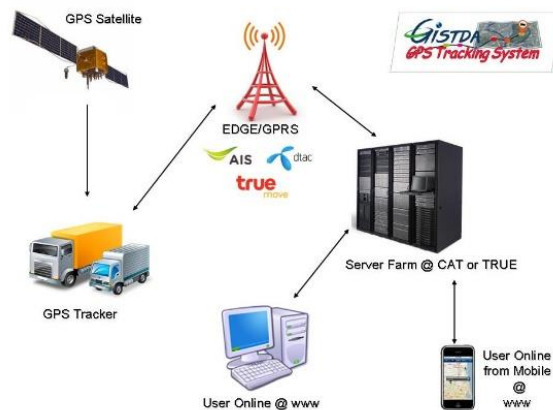 GPS Satellite
GISTDA
GPS Tracking System
EDGE/GPRS
AIS
dtac
true
move
Server Farm @ CAT or TRUE
GPS Tracker
User Online @ www
User Online
from Mobile
@
www